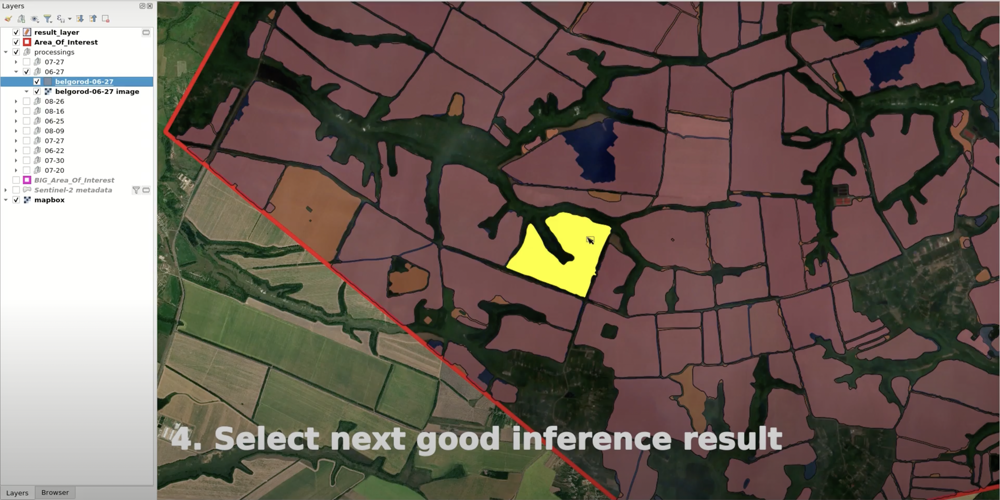 Layers
result_layer
Area_Of_Interest
processings
07-27
06-27
belgorod-06-27
belgorod-06-27 image
08-26
08-16
06-25
08-09
07-27
06-22
07-30
07-20
BIG_Area_Of_Interest
Sentinel-2 metadata
mapbox
4. Select next good inference result
Layers Browser